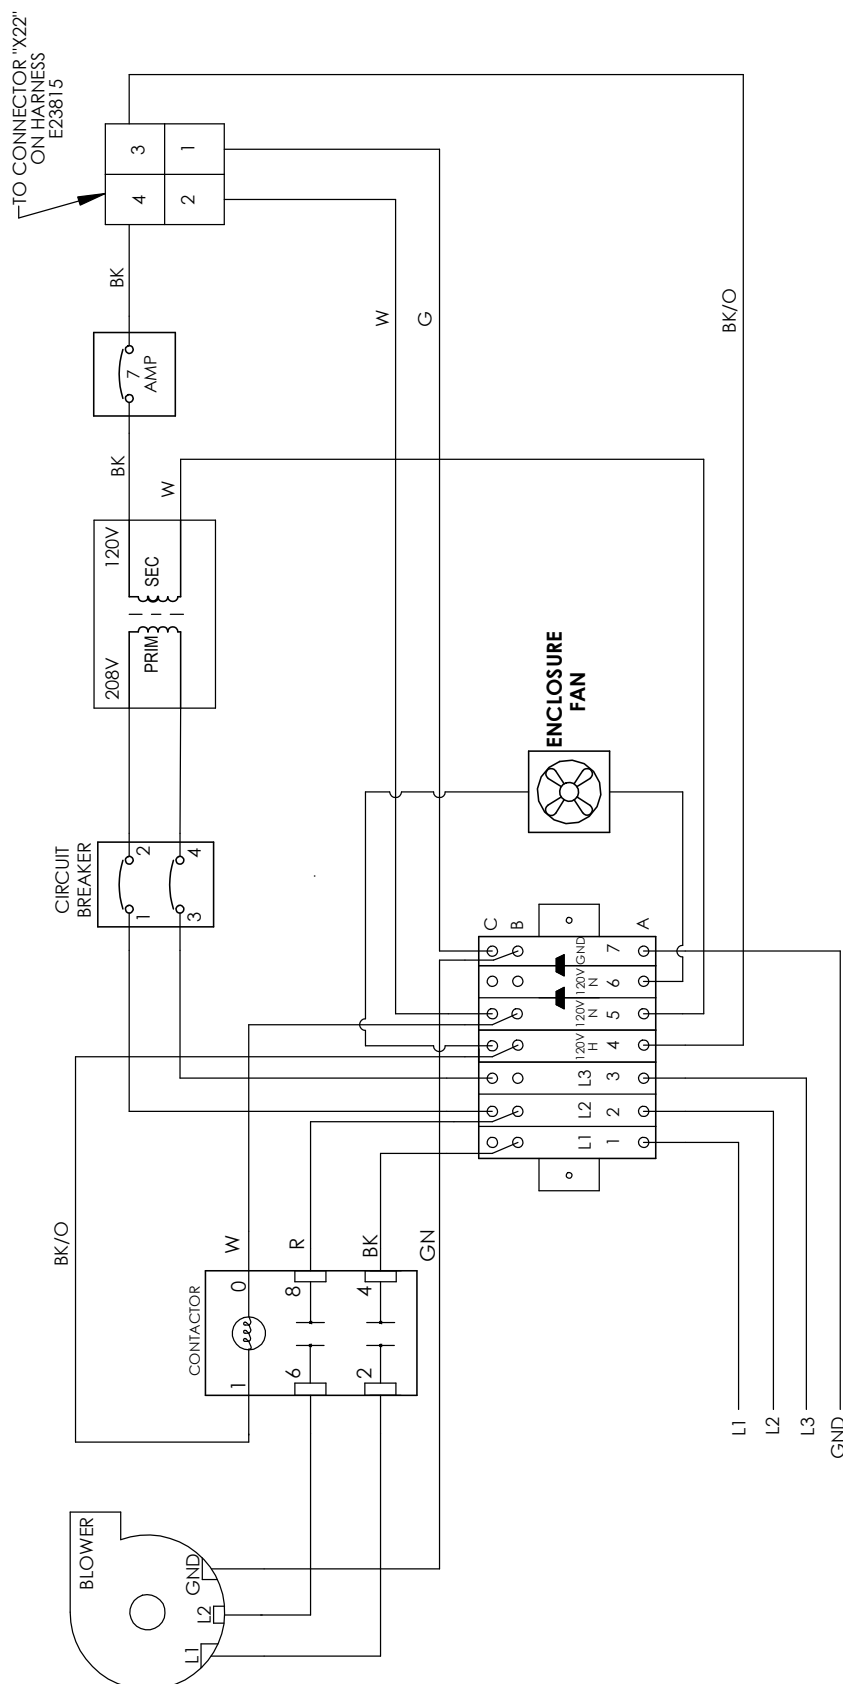 TO CONNECTOR "X22"
ON HARNESS
E23815
3
1
4
2
BK
7
AMP
BK
W
120V
SEC
208V
PRIM
W
G
BK/O
ENCLOSURE
FAN
CIRCUIT
BREAKER
2
4
1
3
C
B
A
GND
7
120V
N
6
120V
N
5
120V
H
4
L3
3
L2
2
L1
1
BK/O
W
R
BK
GN
CONTACTOR
0
8
4
1
6
2
BLOWER
GND
L2
L1
L1
L2
L3
GND